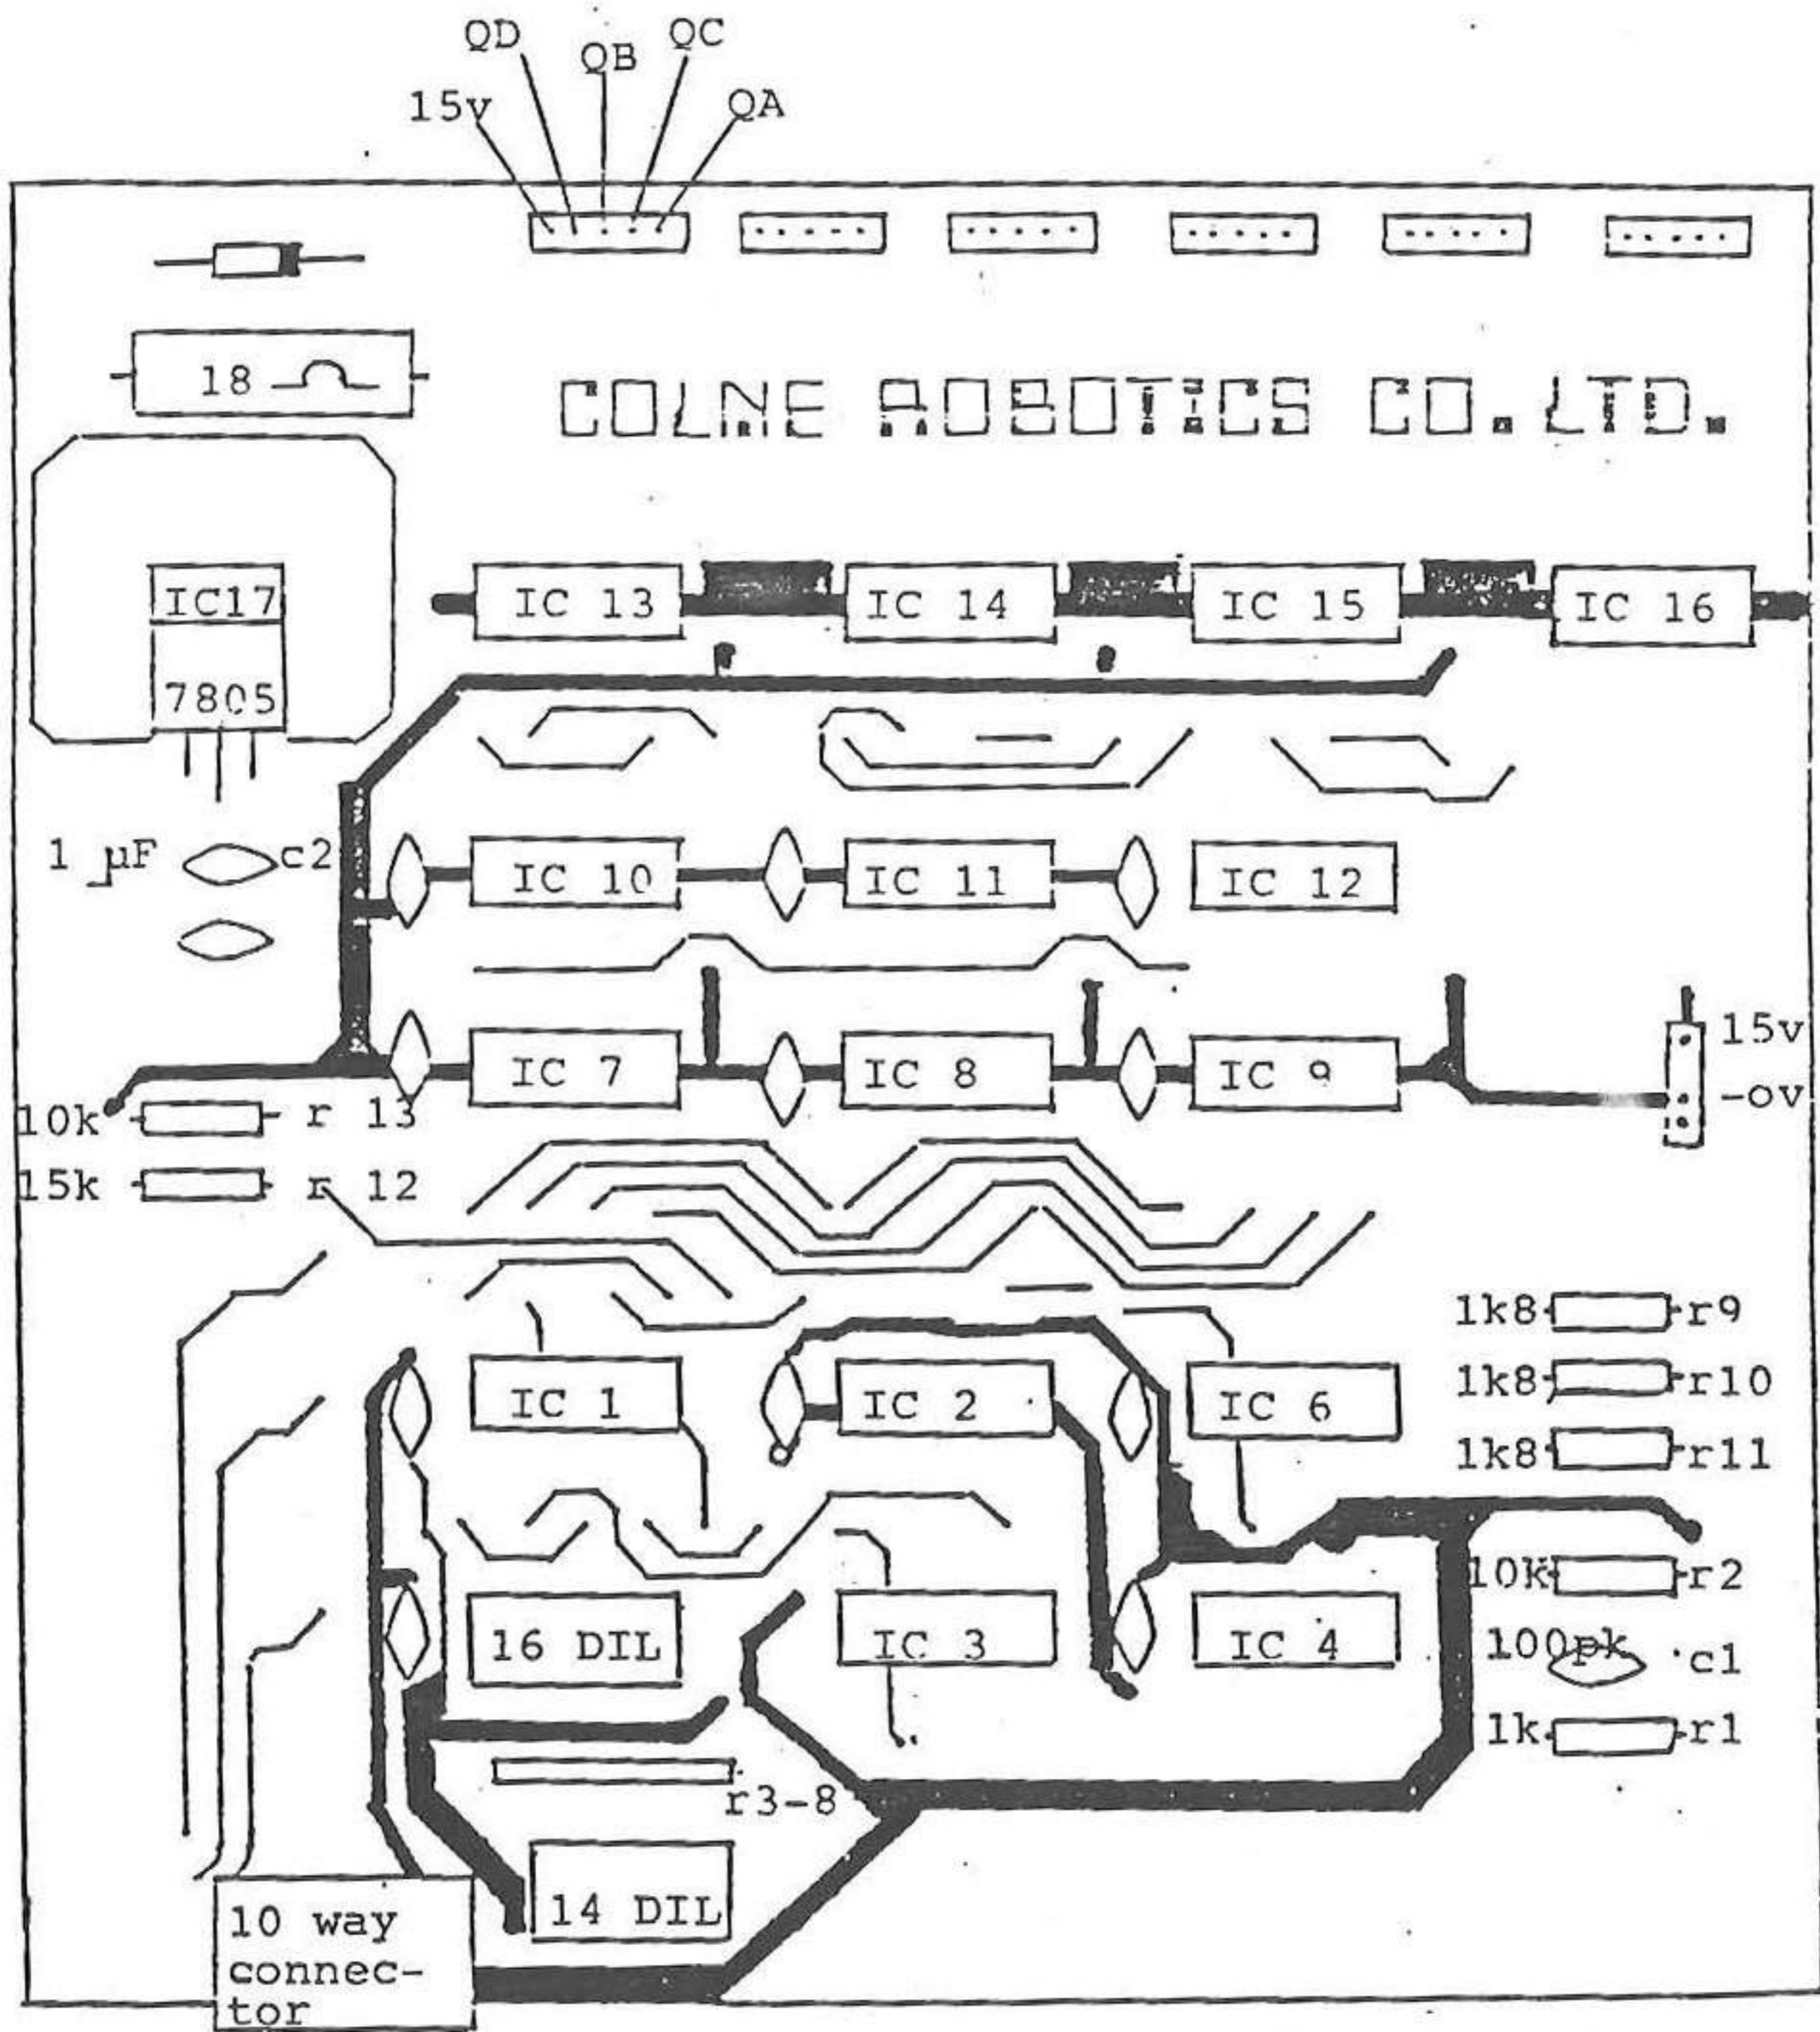 QD QB QC
15v QA
18
COLNE ROBOTICS CO. LTD.
IC17
7805
IC 13 IC 14 IC 15 IC 16
1 µF c2
IC 10 IC 11 IC 12
IC 7 IC 8 IC 9
15v
-ov
10k r 13
15k r 12
1k8 r9
1k8 r10
1k8 r11
IC 1 IC 2 IC 6
10k r2
16 DIL IC 3 IC 4
100pk c1
1k r1
r3-8
14 DIL
10 way
connec-
tor